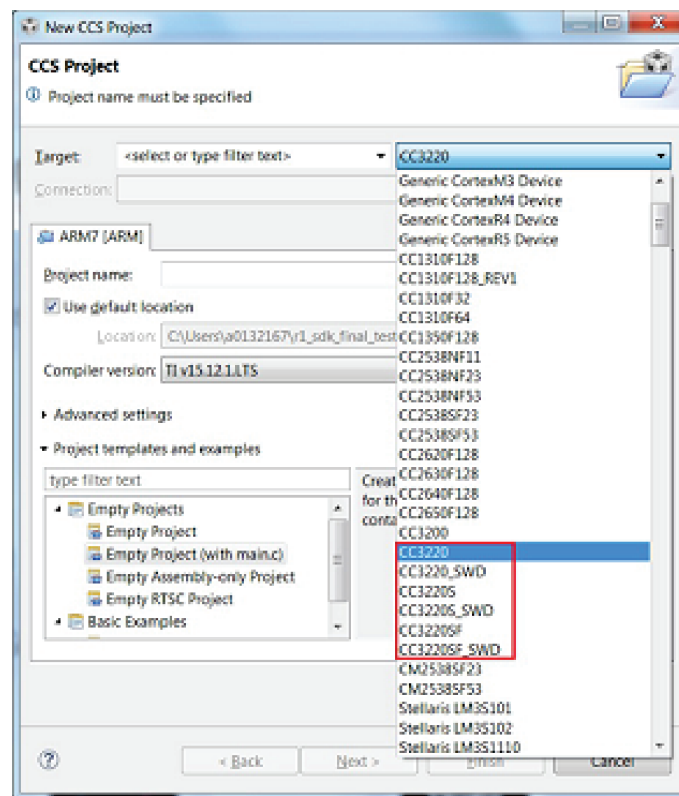 New CCS Project
CCS Project
Project name must be specified
Target: <select or type filter text> CC3220
Connection:
Generic CortexM3 Device
Generic CortexM4 Device
Generic CortexR4 Device
Generic CortexR5 Device
CC1310F128
CC1310F128_REV1
CC1310F32
CC1310F64
CC1350F128
CC2538NF11
CC2538NF23
CC2538NF53
CC2538SF23
CC2538SF53
CC2620F128
CC2630F128
CC2640F128
CC2650F128
CC3200
CC3220
CC3220_SWD
CC3220S
CC3220S_SWD
CC3220SF
CC3220SF_SWD
CM2538SF23
CM2538SF53
Stellaris LM3S101
Stellaris LM3S102
Stellaris LM3S1110
ARM7 [ARM]
Project name:
Use default location
Location: C:\Users\a0132167\r1_sdk_final_test
Compiler version: TI v15.12.1.LTS
Advanced settings
Project templates and examples
type filter text
Empty Projects
Empty Project
Empty Project (with main.c)
Empty Assembly-only Project
Empty RTSC Project
Basic Examples
Creat
for th
conta
< Back Next > Finish Cancel